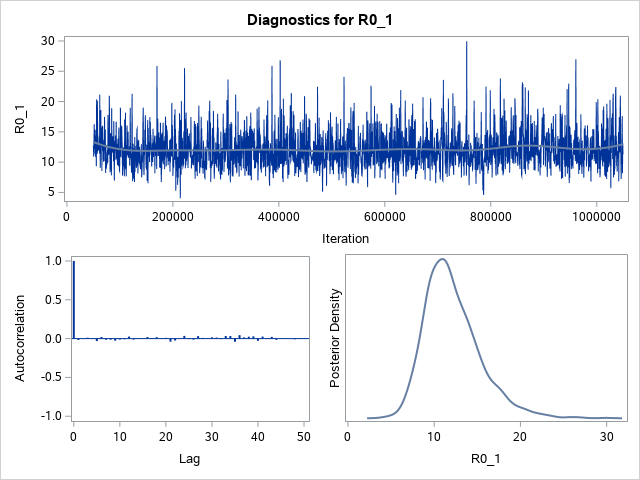 Diagnostics for R0_1
R0_1
30
25
20
15
10
5
0 200000 400000 600000 800000 1000000
Iteration
Autocorrelation
1.0
0.5
0.0
-0.5
-1.0
0 10 20 30 40 50
Lag
Posterior Density
0 10 20 30
R0_1